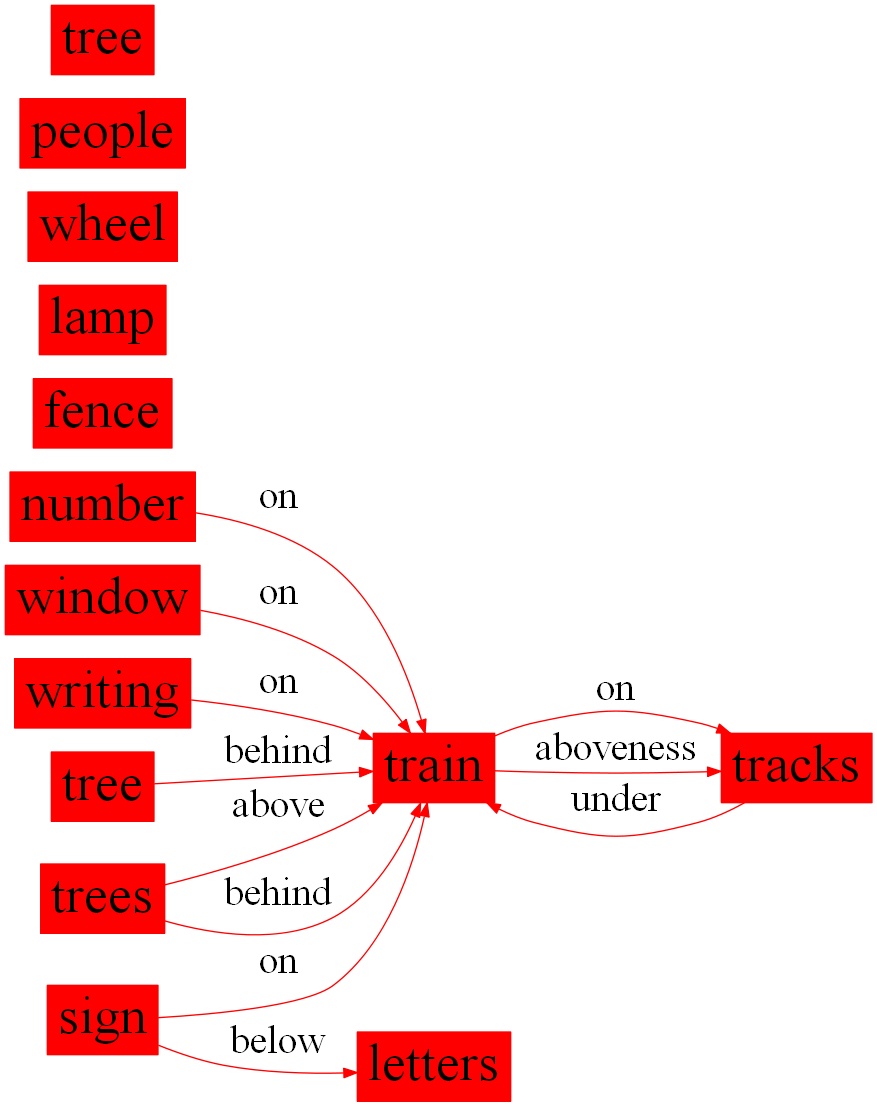 tree
people
wheel
lamp
fence
number
on
window
on
writing
on
tree
behind
train
on
aboveness
under
tracks
trees
above
behind
sign
on
below
letters